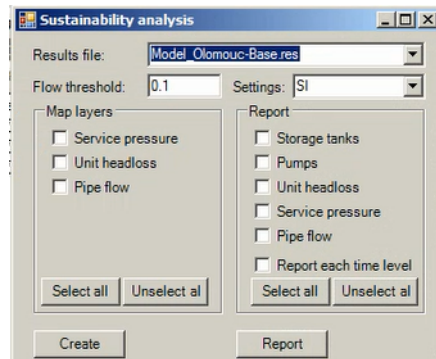 Sustainability analysis
Results file: Model_Olomouc-Base.res
Flow threshold: 0.1 Settings: SI
Map layers
Service pressure
Unit headloss
Pipe flow
Select all Unselect al
Report
Storage tanks
Pumps
Unit headloss
Service pressure
Pipe flow
Report each time level
Select all Unselect al
Create Report